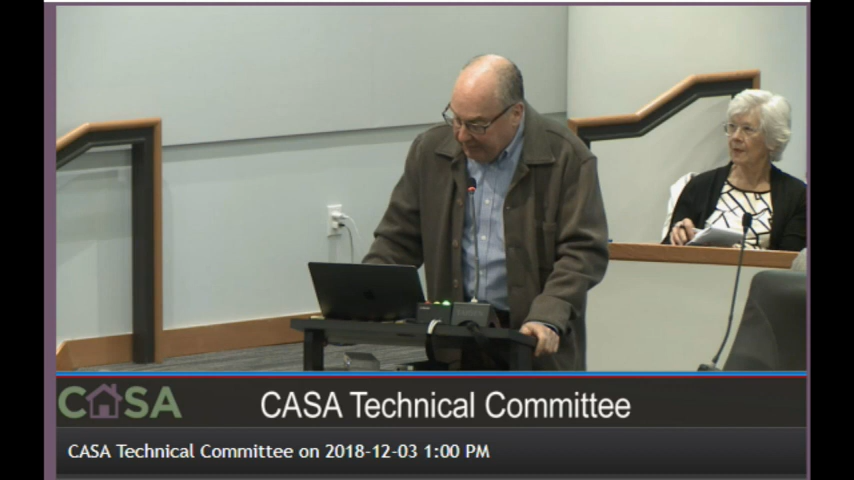 CASA
CASA Technical Committee
CASA Technical Committee on 2018-12-03 1:00 PM